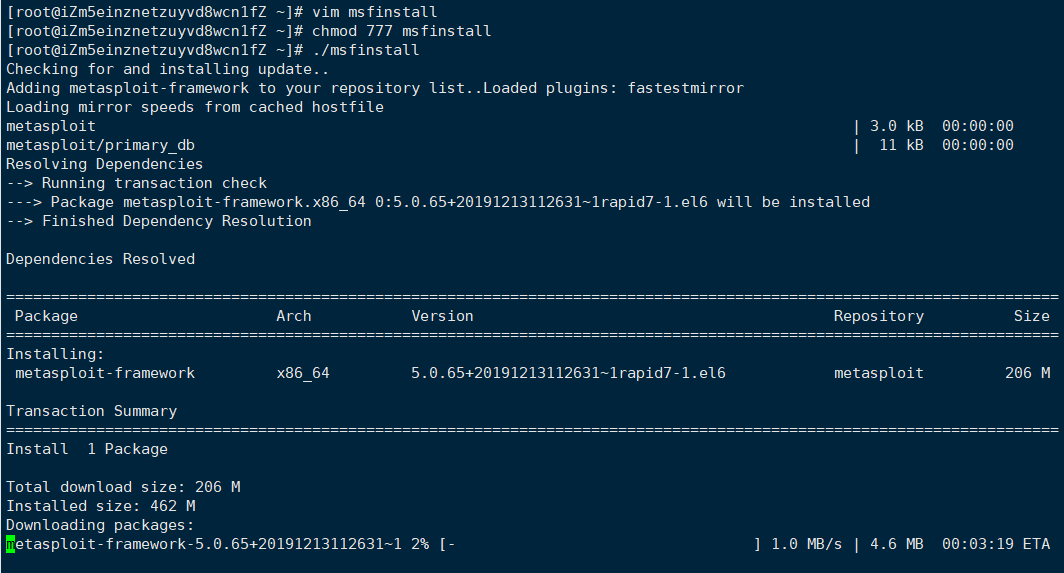 [root@iZm5einznetzuyvd8wcn1fZ ~]# vim msfinstall
[root@iZm5einznetzuyvd8wcn1fZ ~]# chmod 777 msfinstall
[root@iZm5einznetzuyvd8wcn1fZ ~]# ./msfinstall
Checking for and installing update..
Adding metasploit-framework to your repository list..Loaded plugins: fastestmirror
Loading mirror speeds from cached hostfile
metasploit | 3.0 kB 00:00:00
metasploit/primary_db | 11 kB 00:00:00
Resolving Dependencies
--> Running transaction check
---> Package metasploit-framework.x86_64 0:5.0.65+20191213112631~1rapid7-1.el6 will be installed
--> Finished Dependency Resolution
Dependencies Resolved
=====================================================================================================================
Package Arch Version Repository Size
=====================================================================================================================
Installing:
metasploit-framework x86_64 5.0.65+20191213112631~1rapid7-1.el6 metasploit 206 M
Transaction Summary
=====================================================================================================================
Install 1 Package
Total download size: 206 M
Installed size: 462 M
Downloading packages:
metasploit-framework-5.0.65+20191213112631~1 2% [- ] 1.0 MB/s | 4.6 MB 00:03:19 ETA